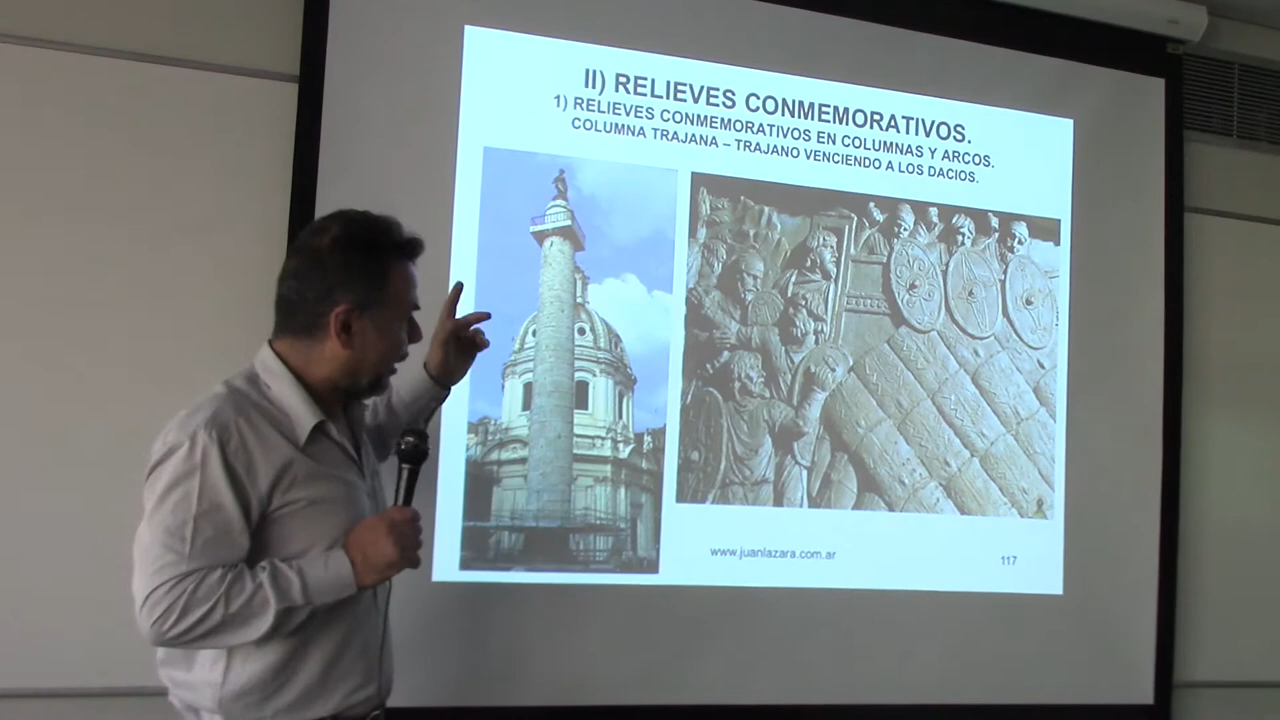 II) RELIEVES CONMEMORATIVOS.
1) RELIEVES CONMEMORATIVOS EN COLUMNAS Y ARCOS.
COLUMNA TRAJANA – TRAJANO VENCIENDO A LOS DACIOS.
www.juanlazara.com.ar
117